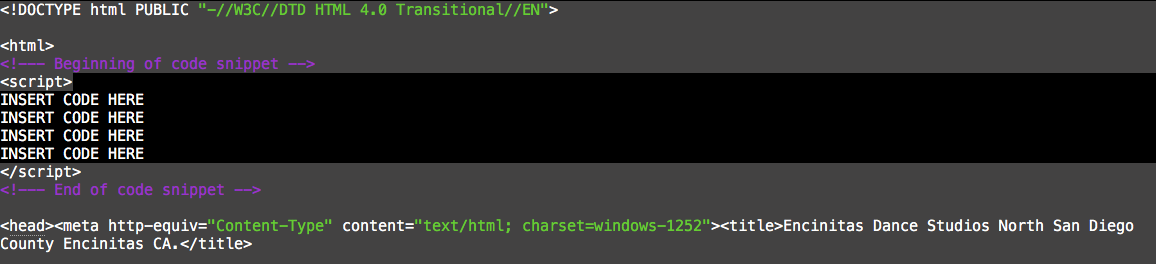 <!DOCTYPE html PUBLIC "-//W3C//DTD HTML 4.0 Transitional//EN">
<html>
<!--- Beginning of code snippet -->
<script>
INSERT CODE HERE
INSERT CODE HERE
INSERT CODE HERE
INSERT CODE HERE
</script>
<!--- End of code snippet -->
<head><meta http-equiv="Content-Type" content="text/html; charset=windows-1252"><title>Encinitas Dance Studios North San Diego
County Encinitas CA.</title>